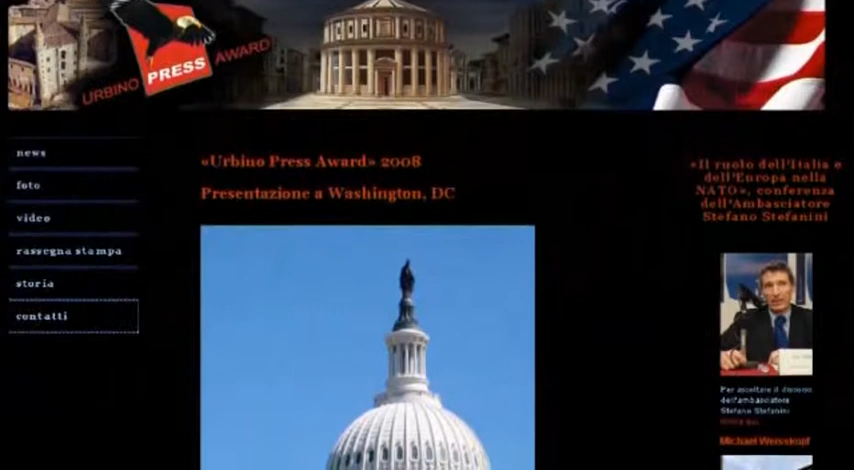 URBINO PRESS AWARD
news
foto
video
rassegna stampa
storia
contatti
«Urbino Press Award» 2008
Presentazione a Washington, DC
«Il ruolo dell'Italia e
dell'Europa nella
NATO», conferenza
dell'Ambasciatore
Stefano Stefanini
Per ascoltare il discorso
dell'ambasciatore
Stefano Stefanini
Michael Weisskopf